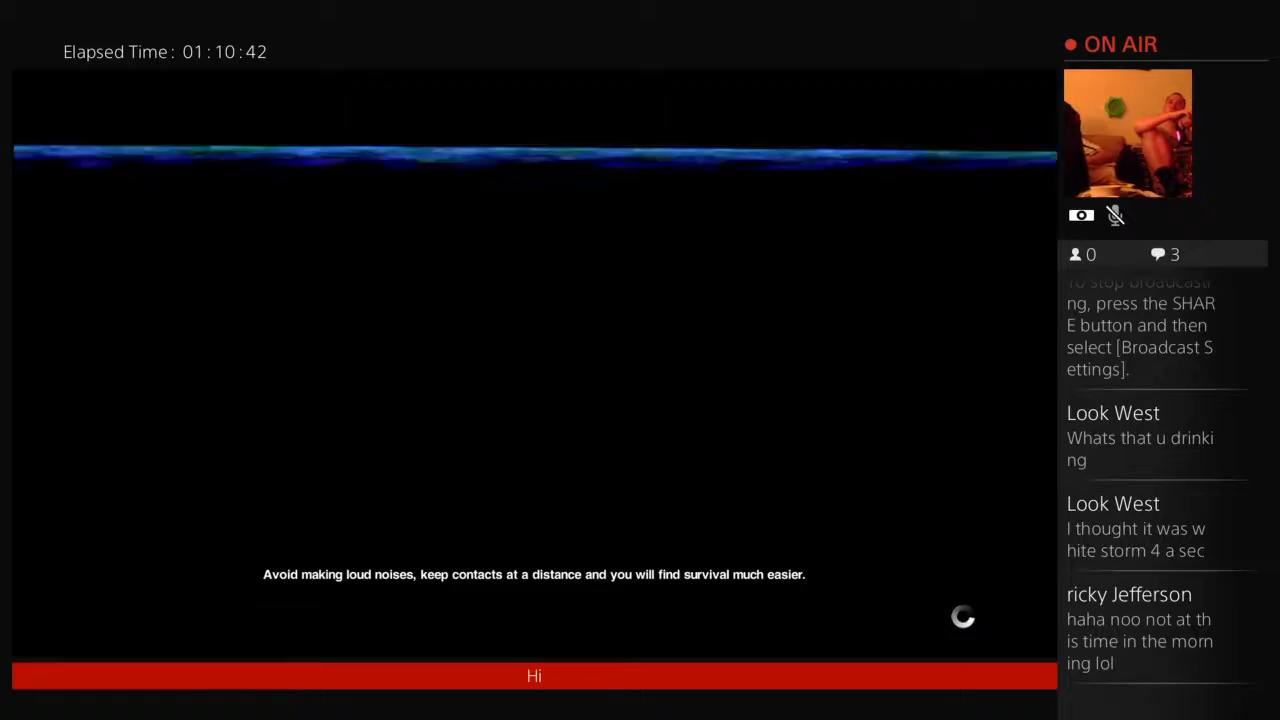 Elapsed Time: 01:10:42
ON AIR
0 3
To stop broadcasti
ng, press the SHAR
E button and then
select [Broadcast S
ettings].
Look West
Whats that u drinki
ng
Look West
I thought it was w
hite storm 4 a sec
ricky Jefferson
haha noo not at th
is time in the morn
ing lol
Avoid making loud noises, keep contacts at a distance and you will find survival much easier.
Hi